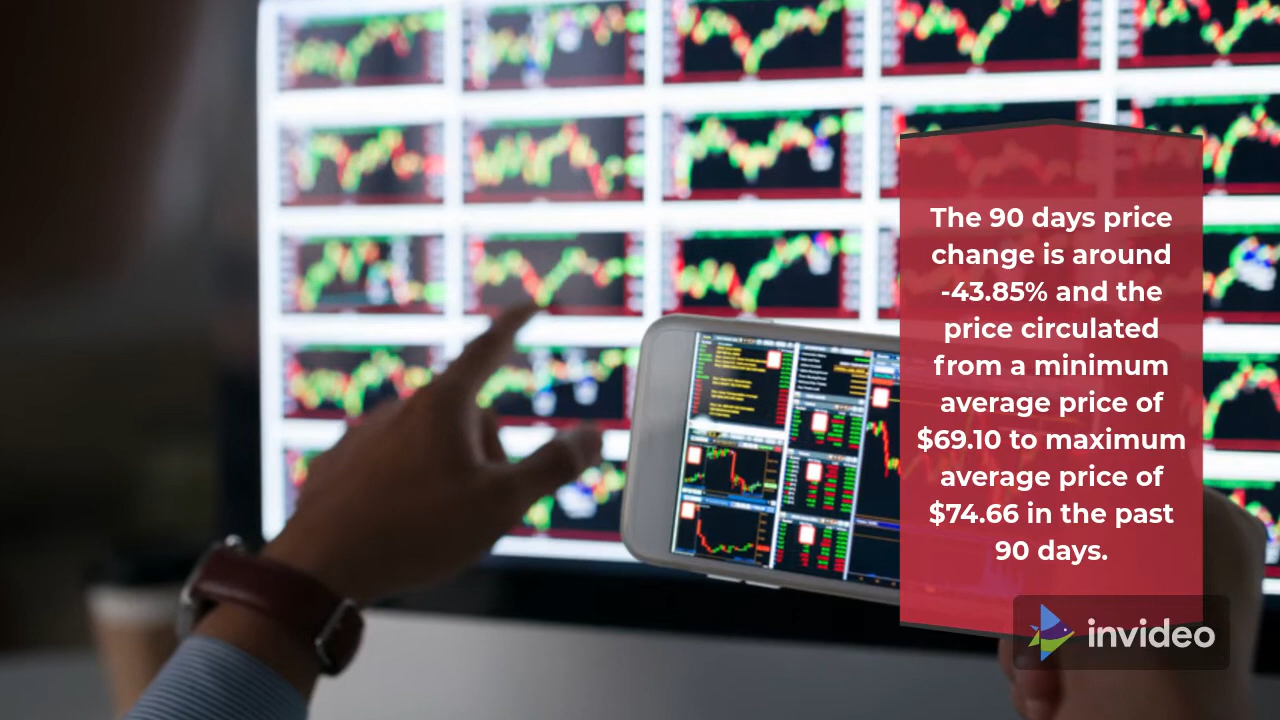 The 90 days price
change is around
-43.85% and the
price circulated
from a minimum
average price of
$69.10 to maximum
average price of
$74.66 in the past
90 days.
invideo